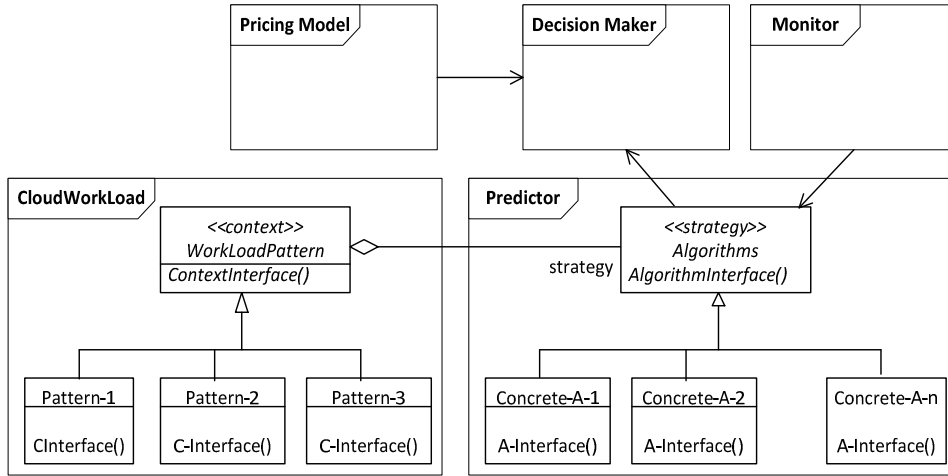 Pricing Model
Decision Maker
Monitor
CloudWorkLoad
<<context>>
WorkLoadPattern
ContextInterface()
Pattern-1
CInterface()
Pattern-2
C-Interface()
Pattern-3
C-Interface()
strategy
Predictor
<<strategy>>
Algorithms
AlgorithmInterface()
Concrete-A-1
A-Interface()
Concrete-A-2
A-Interface()
Concrete-A-n
A-Interface()